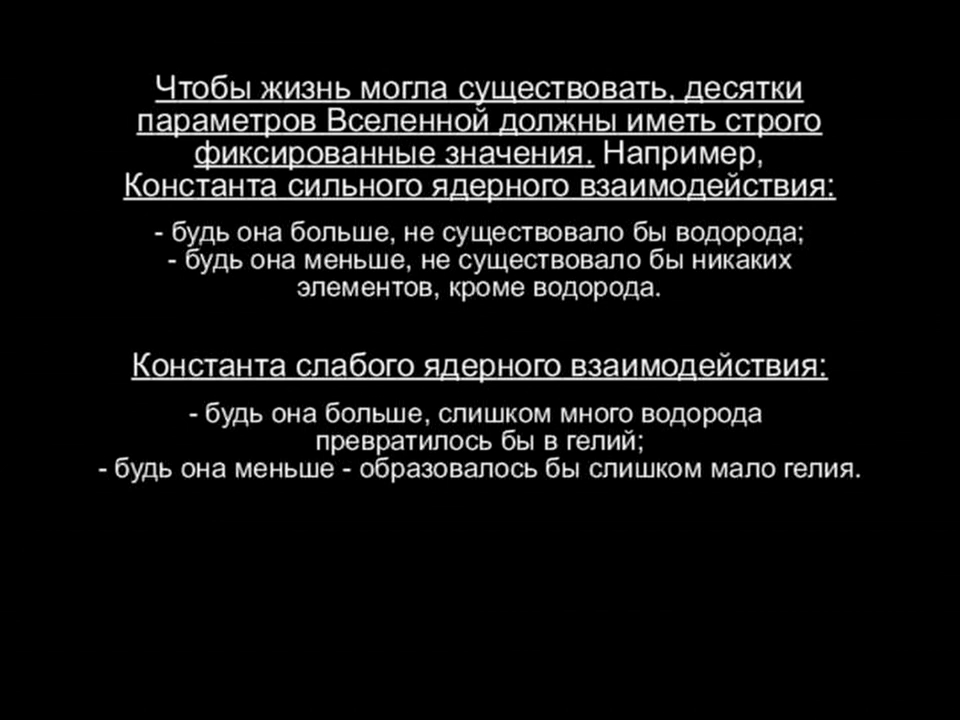 Чтобы жизнь могла существовать, десятки
параметров Вселенной должны иметь строго
фиксированные значения. Например,
Константа сильного ядерного взаимодействия:
- будь она больше, не существовало бы водорода;
- будь она меньше, не существовало бы никаких
элементов, кроме водорода.
Константа слабого ядерного взаимодействия:
- будь она больше, слишком много водорода
превратилось бы в гелий;
- будь она меньше - образовалось бы слишком мало гелия.